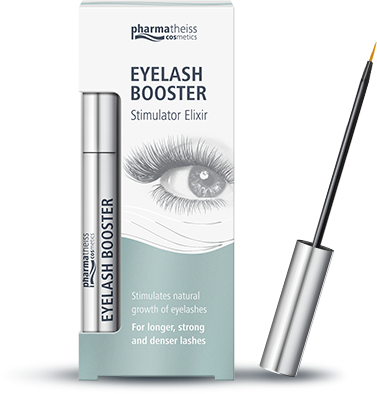 pharmatheiss
cosmetics
EYELASH
BOOSTER
Stimulator Elixir
pharmatheiss
cosmetics
EYELASH BOOSTER
Stimulates natural
growth of eyelashes
For longer, strong
and denser lashes